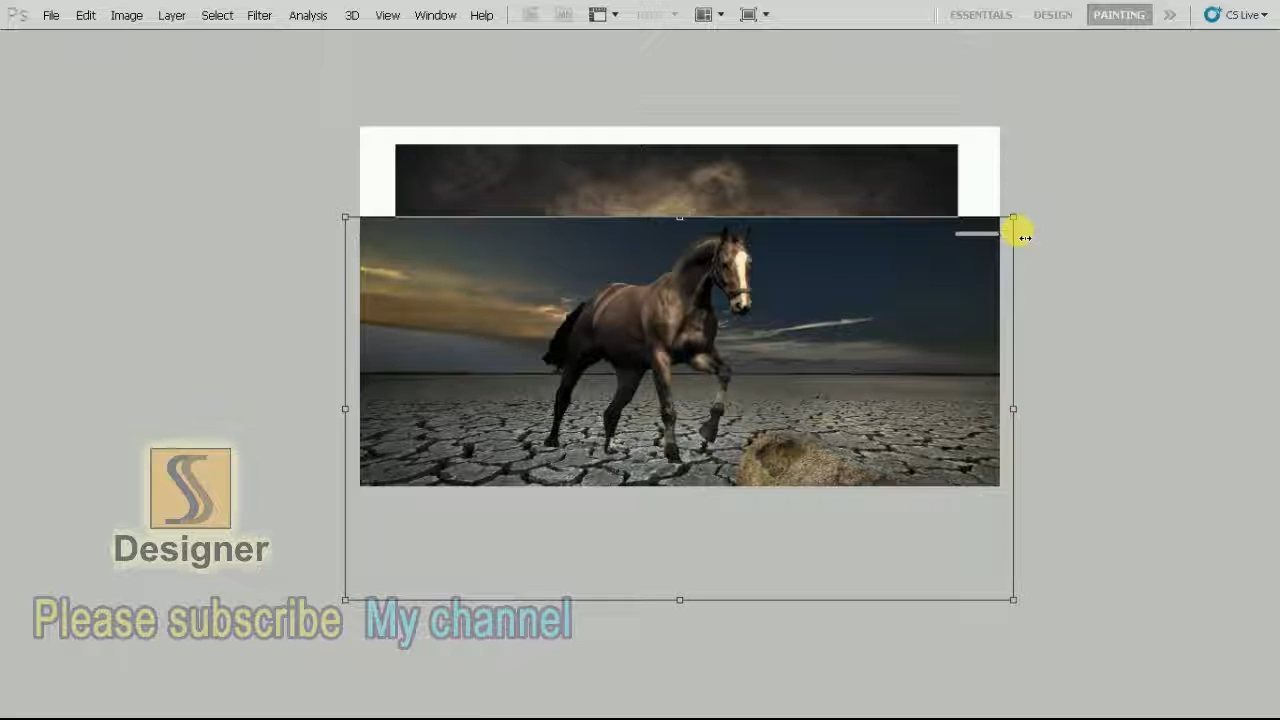 Ps File Edit Image Layer Select Filter Analysis 3D View Window Help ESSENTIALS DESIGN PAINTING CS Live
S
Designer
Please subscribe My channel